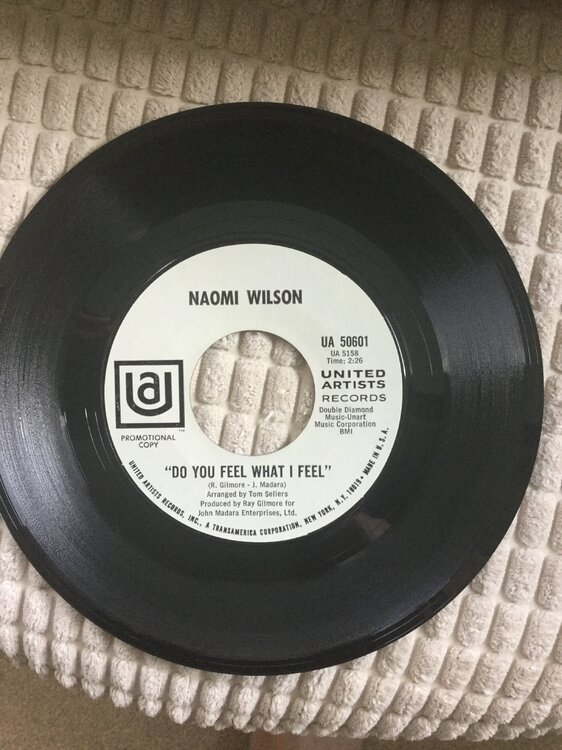 NAOMI WILSON
UA 50601
UA 5158
Time: 2:26
UNITED
ARTISTS
RECORDS
Double Diamond
Music-Unart
Music Corporation
BMI
ua
TM
PROMOTIONAL
COPY
"DO YOU FEEL WHAT I FEEL"
(R. Gilmore - J. Madara)
Arranged by Tom Sellers
Produced by Ray Gilmore for
John Madara Enterprises, Ltd.
UNITED ARTISTS RECORDS, INC., A TRANSAMERICA CORPORATION, NEW YORK, N.Y. 10019 • MADE IN U.S.A.